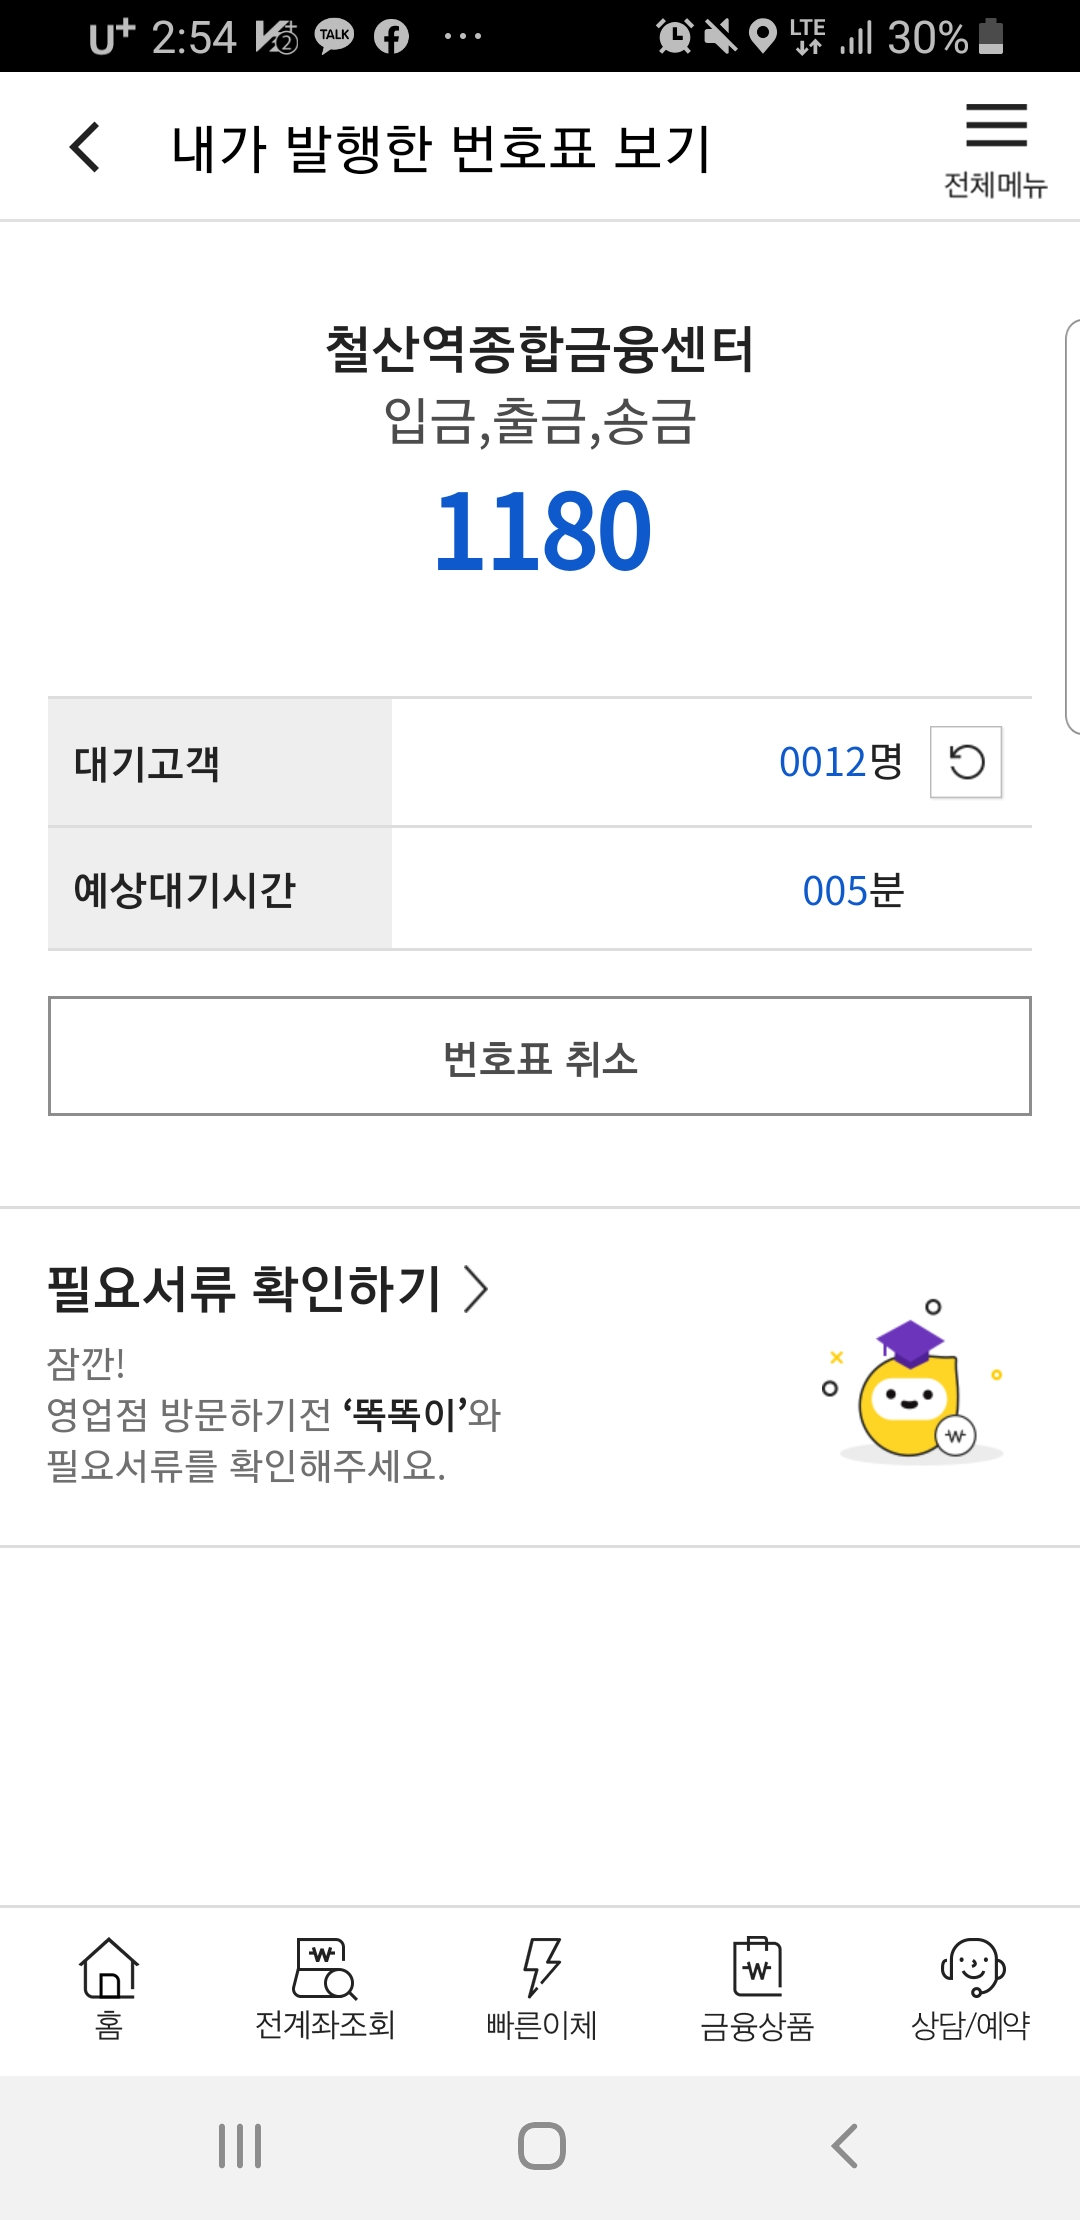 U+ 2:54 TALK LTE 30%
내가 발행한 번호표 보기
전체메뉴
철산역종합금융센터
입금,출금,송금
1180
대기고객 0012명
예상대기시간 005분
번호표 취소
필요서류 확인하기
잠깐!
영업점 방문하기전 ‘똑똑이’와
필요서류를 확인해주세요.
홈 전계좌조회 빠른이체 금융상품 상담/예약